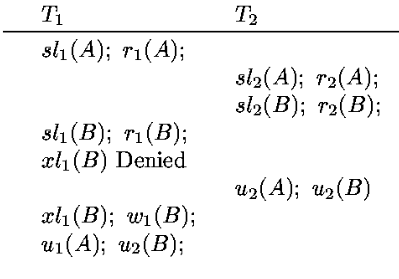 T₁ T₂
sl₁(A); r₁(A);
sl₂(A); r₂(A);
sl₂(B); r₂(B);
sl₁(B); r₁(B);
xl₁(B) Denied
u₂(A); u₂(B)
xl₁(B); w₁(B);
u₁(A); u₂(B);